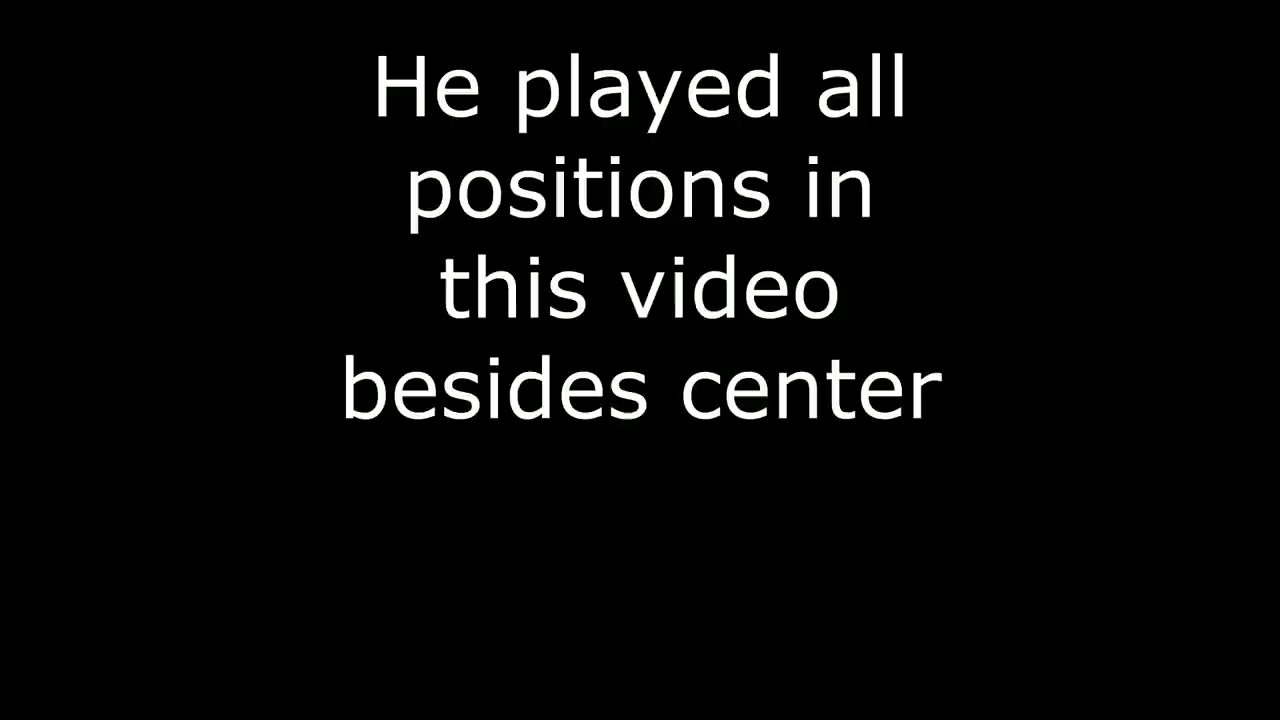 He played all
positions in
this video
besides center